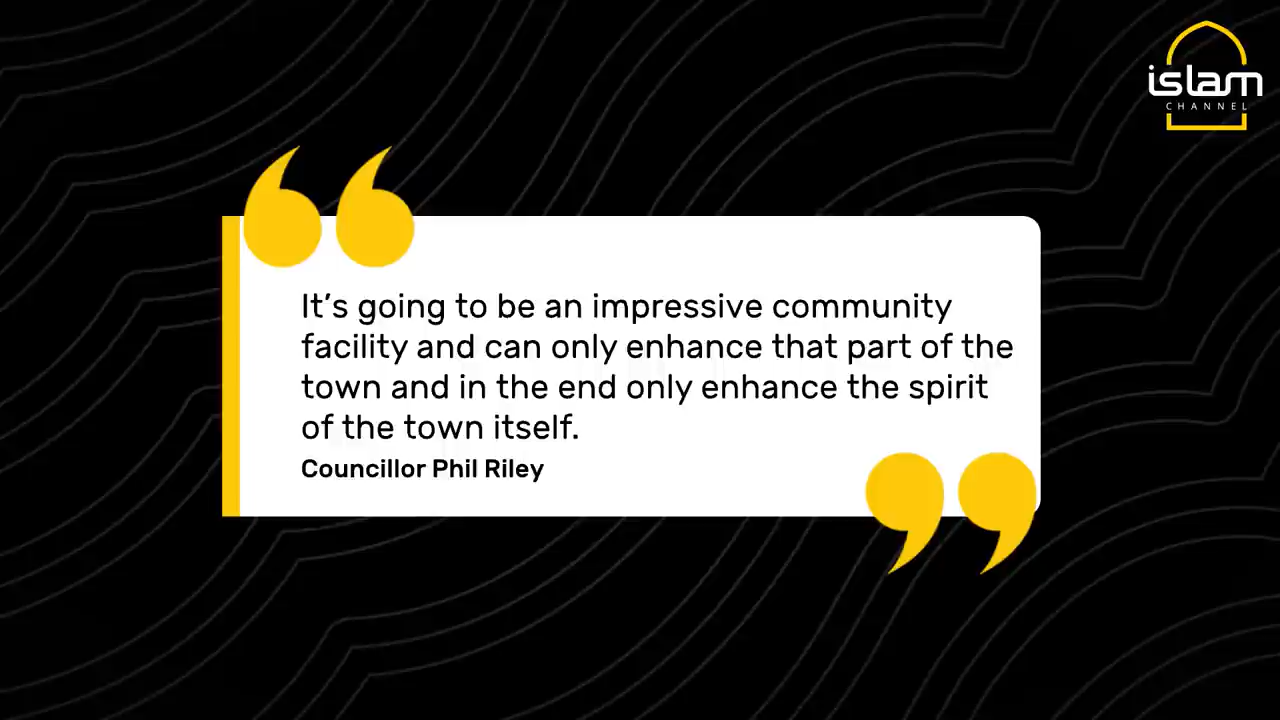 islam
CHANNEL
It’s going to be an impressive community
facility and can only enhance that part of the
town and in the end only enhance the spirit
of the town itself.
Councillor Phil Riley